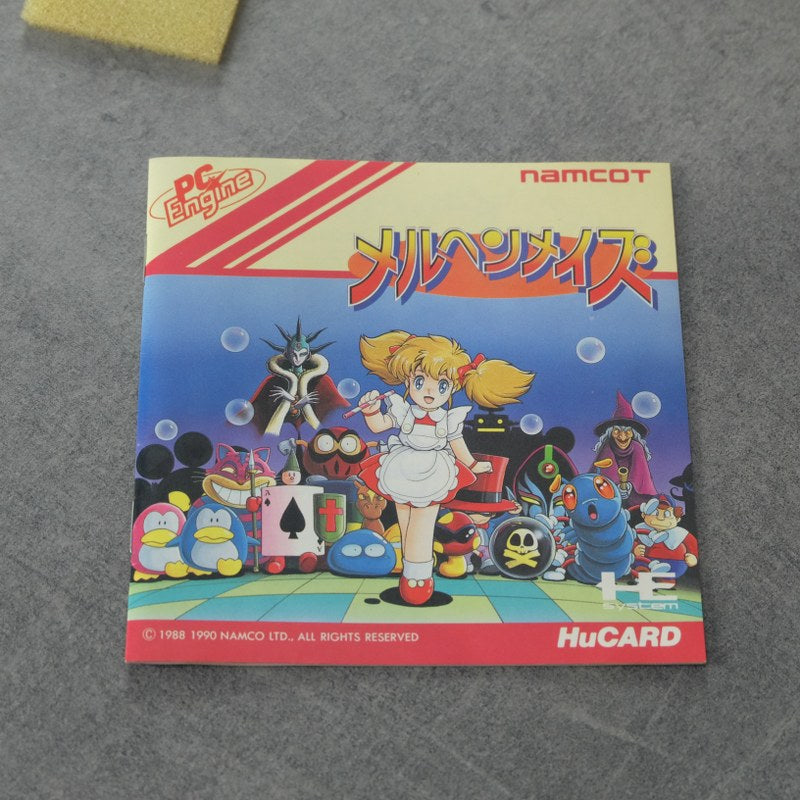 PC Engine
namcot
メルヘンメイズ
A
A
HE
SYSTEM
© 1988 1990 NAMCO LTD., ALL RIGHTS RESERVED
HuCARD